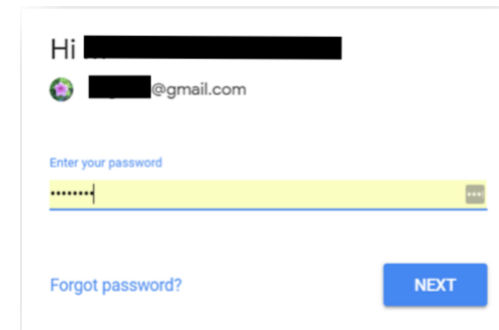 Hi
@gmail.com
Enter your password
••••••••
Forgot password?
NEXT